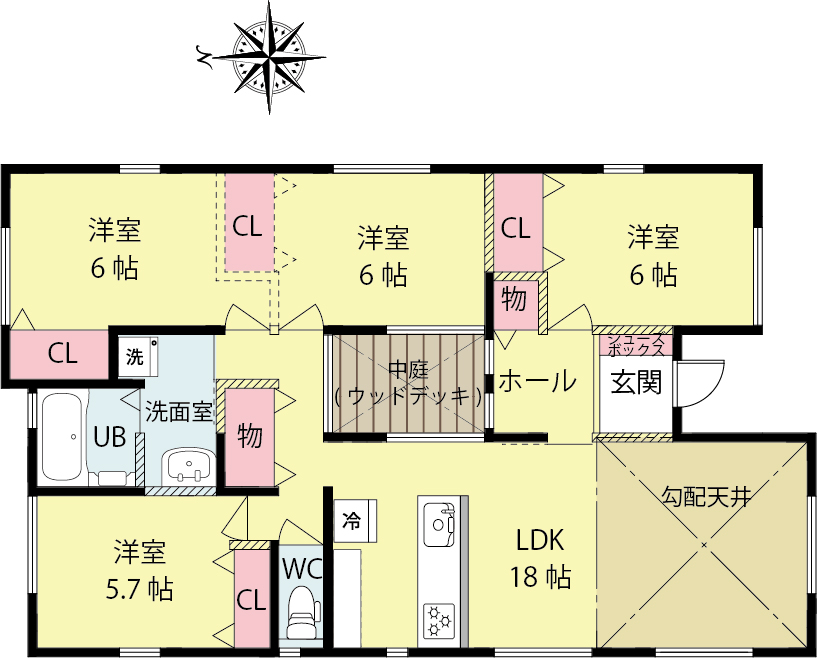 N
洋室
6 帖
CL
洋室
6 帖
CL
洋室
6 帖
物
CL
洗
洗面室
UB
物
中庭
( ウッドデッキ )
ホール
シューズ
ボックス
玄関
洋室
5.7 帖
CL
WC
冷
LDK
18 帖
勾配天井